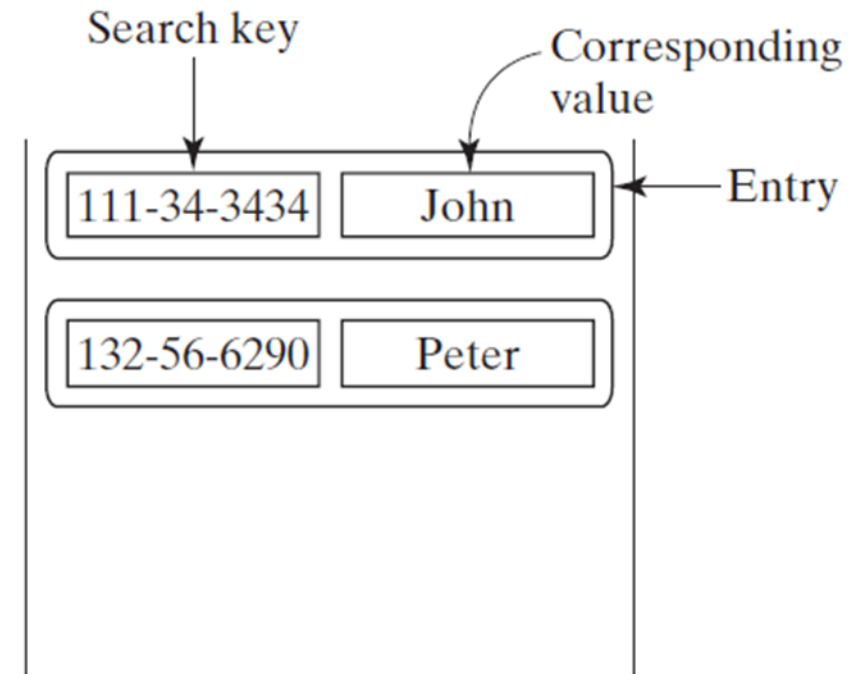 Search key
Corresponding
value
111-34-3434 John
Entry
132-56-6290 Peter